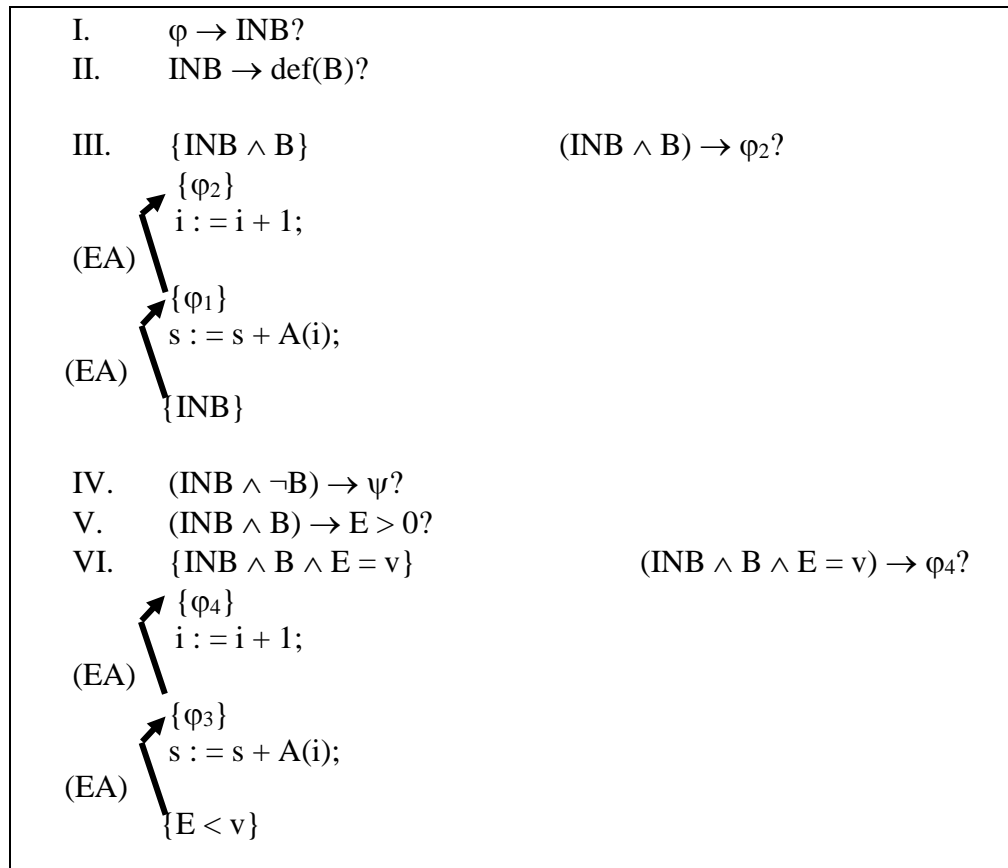 I. φ → INB?
II. INB → def(B)?
III. {INB ∧ B} (INB ∧ B) → φ₂?
{φ₂}
i : = i + 1;
(EA)
{φ₁}
s : = s + A(i);
(EA)
{INB}
IV. (INB ∧ ¬B) → ψ?
V. (INB ∧ B) → E > 0?
VI. {INB ∧ B ∧ E = v} (INB ∧ B ∧ E = v) → φ₄?
{φ₄}
i : = i + 1;
(EA)
{φ₃}
s : = s + A(i);
(EA)
{E < v}